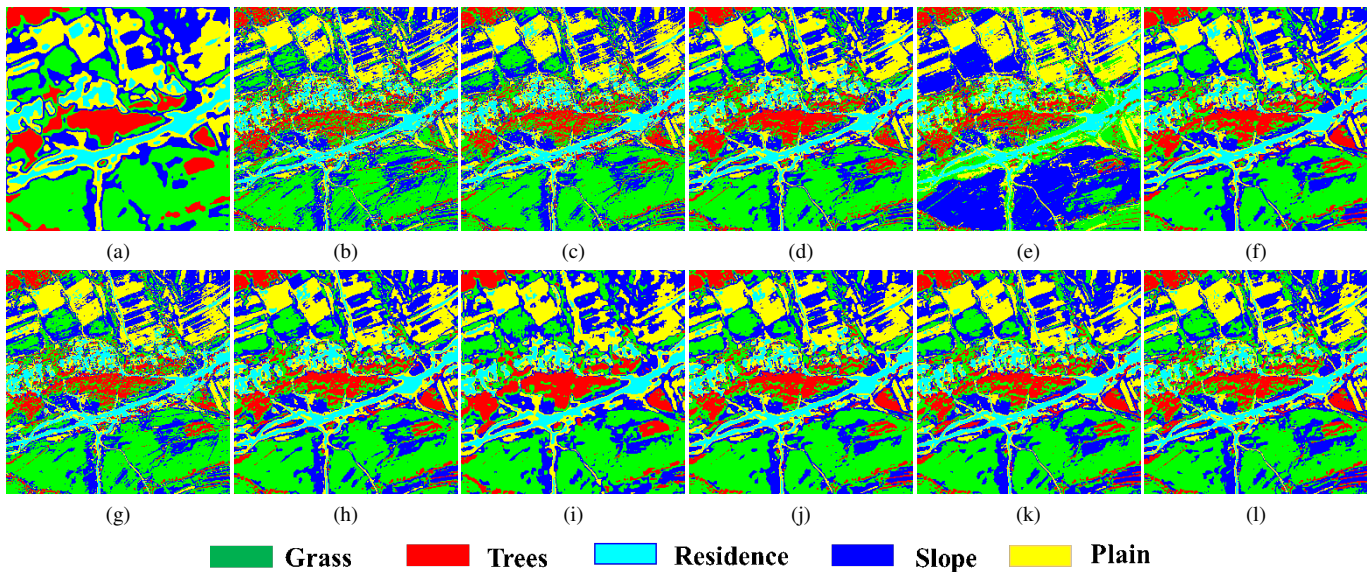 (a) (b) (c) (d) (e) (f)
(g) (h) (i) (j) (k) (l)
Grass Trees Residence Slope Plain